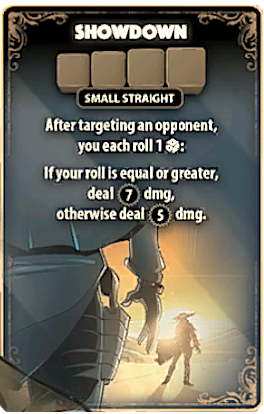 SHOWDOWN
SMALL STRAIGHT
After targeting an opponent,
you each roll 1 :
If your roll is equal or greater,
deal 7 dmg,
otherwise deal 5 dmg.